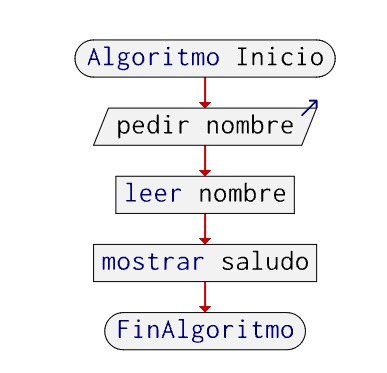 Algoritmo Inicio
pedir nombre
leer nombre
mostrar saludo
FinAlgoritmo